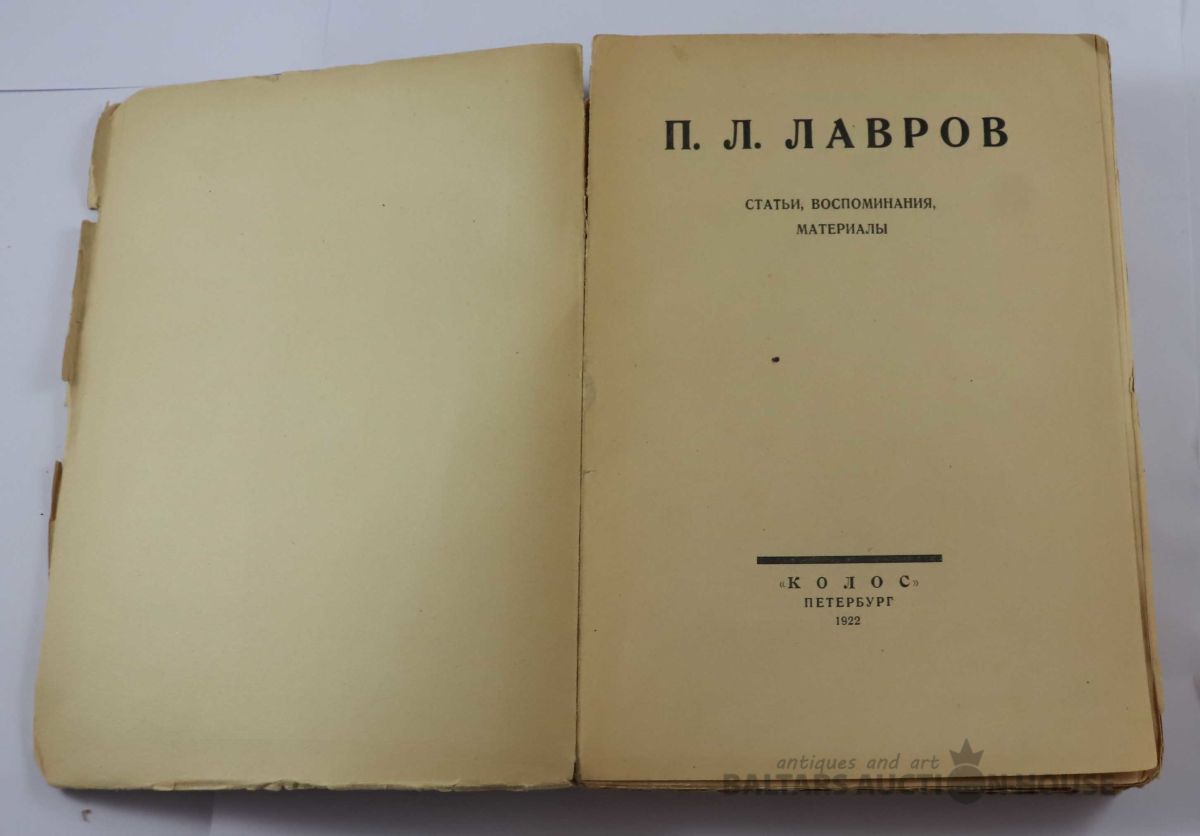 П. Л. ЛАВРОВ
СТАТЬИ, ВОСПОМИНАНИЯ,
МАТЕРИАЛЫ
«КОЛОС»
ПЕТЕРБУРГ
1922
antiques and art
BALTARS AUCTION HOUSE